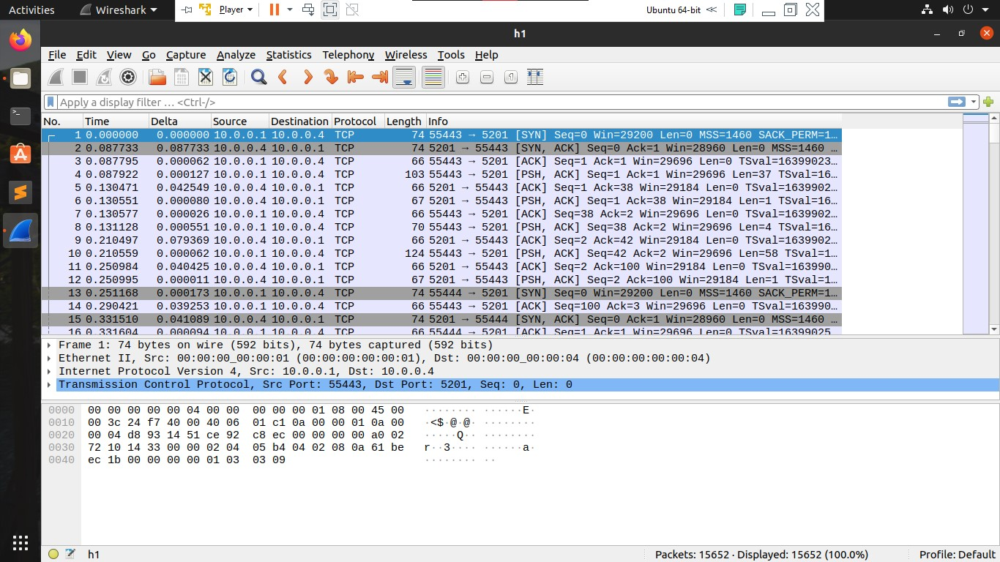 Activities Wireshark Player Ubuntu 64-bit <<
h1
File Edit View Go Capture Analyze Statistics Telephony Wireless Tools Help
Apply a display filter … <Ctrl-/>
No. Time Delta Source Destination Protocol Length Info
1 0.000000 0.000000 10.0.0.1 10.0.0.4 TCP 74 55443 → 5201 [SYN] Seq=0 Win=29200 Len=0 MSS=1460 SACK_PERM=1…
2 0.087733 0.087733 10.0.0.4 10.0.0.1 TCP 74 5201 → 55443 [SYN, ACK] Seq=0 Ack=1 Win=28960 Len=0 MSS=1460 …
3 0.087795 0.000062 10.0.0.1 10.0.0.4 TCP 66 55443 → 5201 [ACK] Seq=1 Ack=1 Win=29696 Len=0 TSval=16399023…
4 0.087922 0.000127 10.0.0.1 10.0.0.4 TCP 103 55443 → 5201 [PSH, ACK] Seq=1 Ack=1 Win=29696 Len=37 TSval=16…
5 0.130471 0.042549 10.0.0.4 10.0.0.1 TCP 66 5201 → 55443 [ACK] Seq=1 Ack=38 Win=29184 Len=0 TSval=1639902…
6 0.130551 0.000080 10.0.0.4 10.0.0.1 TCP 67 5201 → 55443 [PSH, ACK] Seq=1 Ack=38 Win=29184 Len=1 TSval=16…
7 0.130577 0.000026 10.0.0.1 10.0.0.4 TCP 66 55443 → 5201 [ACK] Seq=38 Ack=2 Win=29696 Len=0 TSval=1639902…
8 0.131128 0.000551 10.0.0.1 10.0.0.4 TCP 70 55443 → 5201 [PSH, ACK] Seq=38 Ack=2 Win=29696 Len=4 TSval=16…
9 0.210497 0.079369 10.0.0.4 10.0.0.1 TCP 66 5201 → 55443 [ACK] Seq=2 Ack=42 Win=29184 Len=0 TSval=1639902…
10 0.210559 0.000062 10.0.0.1 10.0.0.4 TCP 124 55443 → 5201 [PSH, ACK] Seq=42 Ack=2 Win=29696 Len=58 TSval=1…
11 0.250984 0.040425 10.0.0.4 10.0.0.1 TCP 66 5201 → 55443 [ACK] Seq=2 Ack=100 Win=29184 Len=0 TSval=163990…
12 0.250995 0.000011 10.0.0.4 10.0.0.1 TCP 67 5201 → 55443 [PSH, ACK] Seq=2 Ack=100 Win=29184 Len=1 TSval=1…
13 0.251168 0.000173 10.0.0.1 10.0.0.4 TCP 74 55444 → 5201 [SYN] Seq=0 Win=29200 Len=0 MSS=1460 SACK_PERM=1…
14 0.290421 0.039253 10.0.0.1 10.0.0.4 TCP 66 55443 → 5201 [ACK] Seq=100 Ack=3 Win=29696 Len=0 TSval=163990…
15 0.331510 0.041089 10.0.0.4 10.0.0.1 TCP 74 5201 → 55444 [SYN, ACK] Seq=0 Ack=1 Win=28960 Len=0 MSS=1460 …
16 0.331604 0.000094 10.0.0.1 10.0.0.4 TCP 66 55444 → 5201 [ACK] Seq=1 Ack=1 Win=29696 Len=0 TSval=16399025
Frame 1: 74 bytes on wire (592 bits), 74 bytes captured (592 bits)
Ethernet II, Src: 00:00:00_00:00:01 (00:00:00:00:00:01), Dst: 00:00:00_00:00:04 (00:00:00:00:00:04)
Internet Protocol Version 4, Src: 10.0.0.1, Dst: 10.0.0.4
Transmission Control Protocol, Src Port: 55443, Dst Port: 5201, Seq: 0, Len: 0
0000 00 00 00 00 00 04 00 00 00 00 00 01 08 00 45 00 ········ ······E·
0010 00 3c 24 f7 40 00 40 06 01 c1 0a 00 00 01 0a 00 ·<$·@·@· ········
0020 00 04 d8 93 14 51 ce 92 c8 ec 00 00 00 00 a0 02 ·····Q·· ········
0030 72 10 14 33 00 00 02 04 05 b4 04 02 08 0a 61 be r··3···· ······a·
0040 ec 1b 00 00 00 00 01 03 03 09 ········ ··
h1 Packets: 15652 · Displayed: 15652 (100.0%) Profile: Default